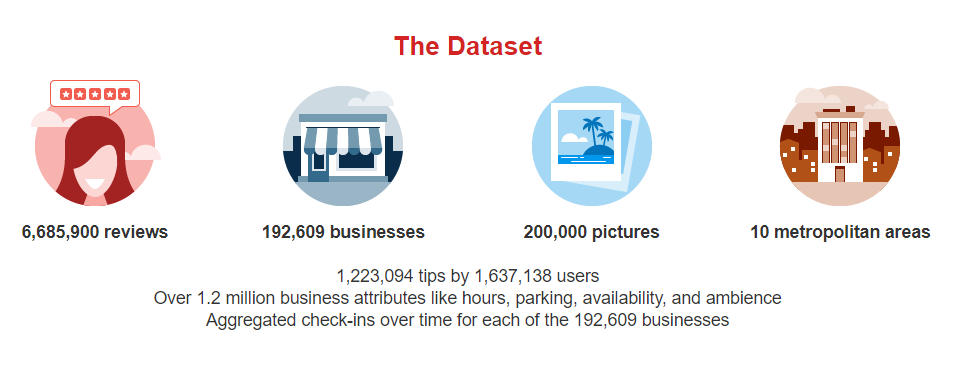 The Dataset
6,685,900 reviews
192,609 businesses
200,000 pictures
10 metropolitan areas
1,223,094 tips by 1,637,138 users
Over 1.2 million business attributes like hours, parking, availability, and ambience
Aggregated check-ins over time for each of the 192,609 businesses